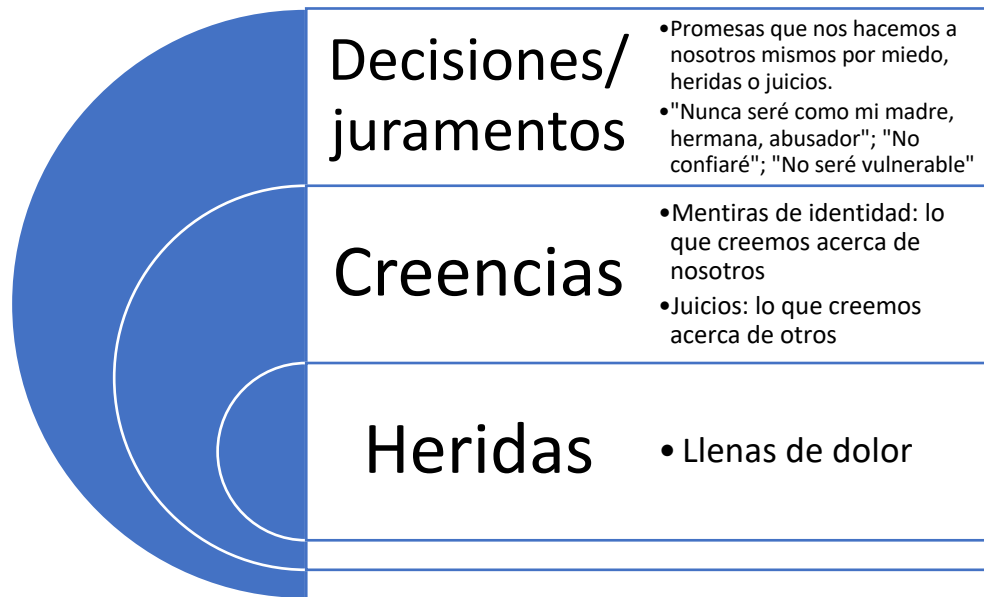 Decisiones/
juramentos
•Promesas que nos hacemos a
nosotros mismos por miedo,
heridas o juicios.
•"Nunca seré como mi madre,
hermana, abusador"; "No
confiaré"; "No seré vulnerable"
Creencias
•Mentiras de identidad: lo
que creemos acerca de
nosotros
•Juicios: lo que creemos
acerca de otros
Heridas
• Llenas de dolor